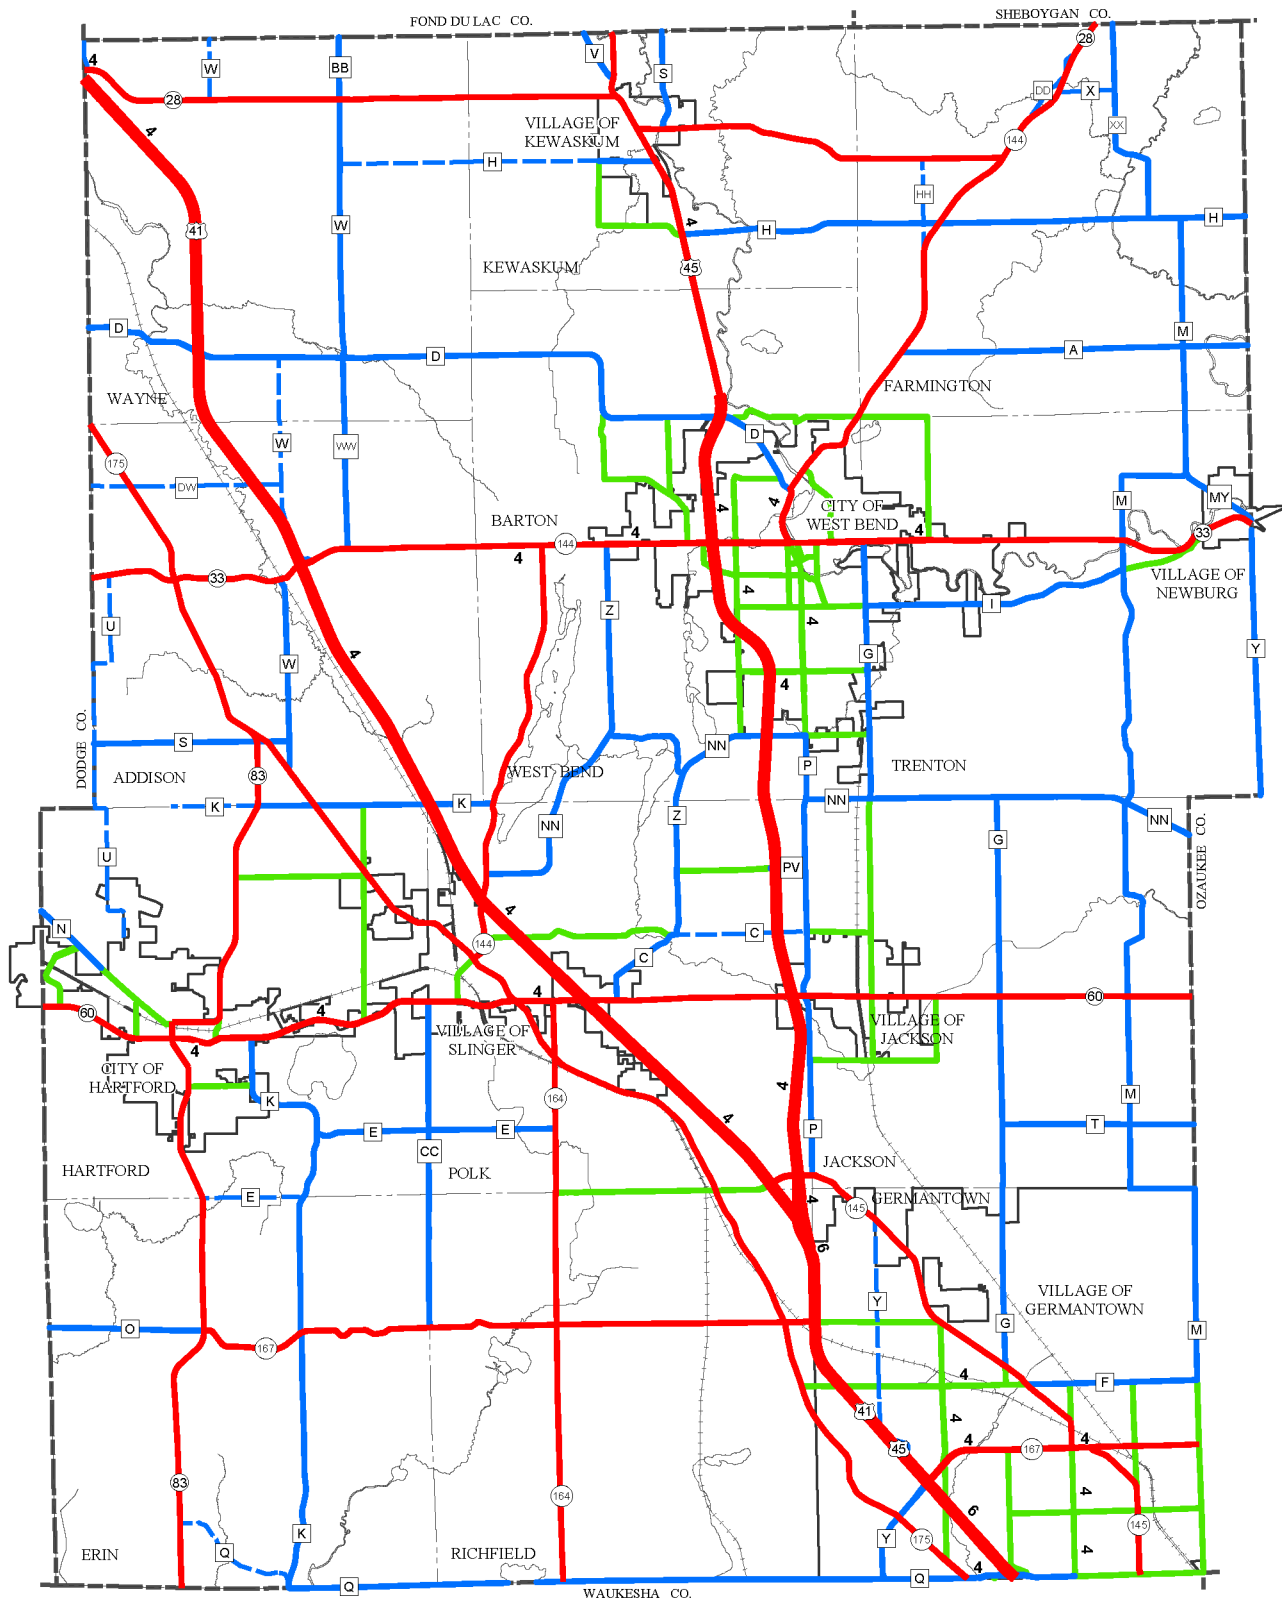 FOND DU LAC CO.
SHEBOYGAN CO.
28
V
4
W
BB
S
DD
X
28
4
VILLAGE OF
KEWASKUM
XX
144
H
HH
W
4
H
H
41
KEWASKUM
45
D
D
M
A
WAYNE
FARMINGTON
W
WW
D
175
DW
4
4
M
MY
BARTON
CITY OF
WEST BEND
4
144
4
4
33
33
VILLAGE OF
NEWBURG
4
Z
I
U
4
4
W
G
Y
4
DODGE CO.
S
NN
ADDISON
83
WEST BEND
P
TRENTON
K
K
NN
NN
Z
NN
G
U
PV
OZAUKEE CO.
4
N
144
C
C
4
60
60
4
VILLAGE OF
SLINGER
VILLAGE OF
JACKSON
4
CITY OF
HARTFORD
K
164
4
M
4
E
E
P
T
CC
HARTFORD
POLK
JACKSON
E
4
GERMANTOWN
145
6
VILLAGE OF
GERMANTOWN
Y
O
G
M
167
4
F
41
4
45
4
167
4
83
164
4
6
K
Y
175
145
ERIN
Q
RICHFIELD
4
4
Q
Q
WAUKESHA CO.